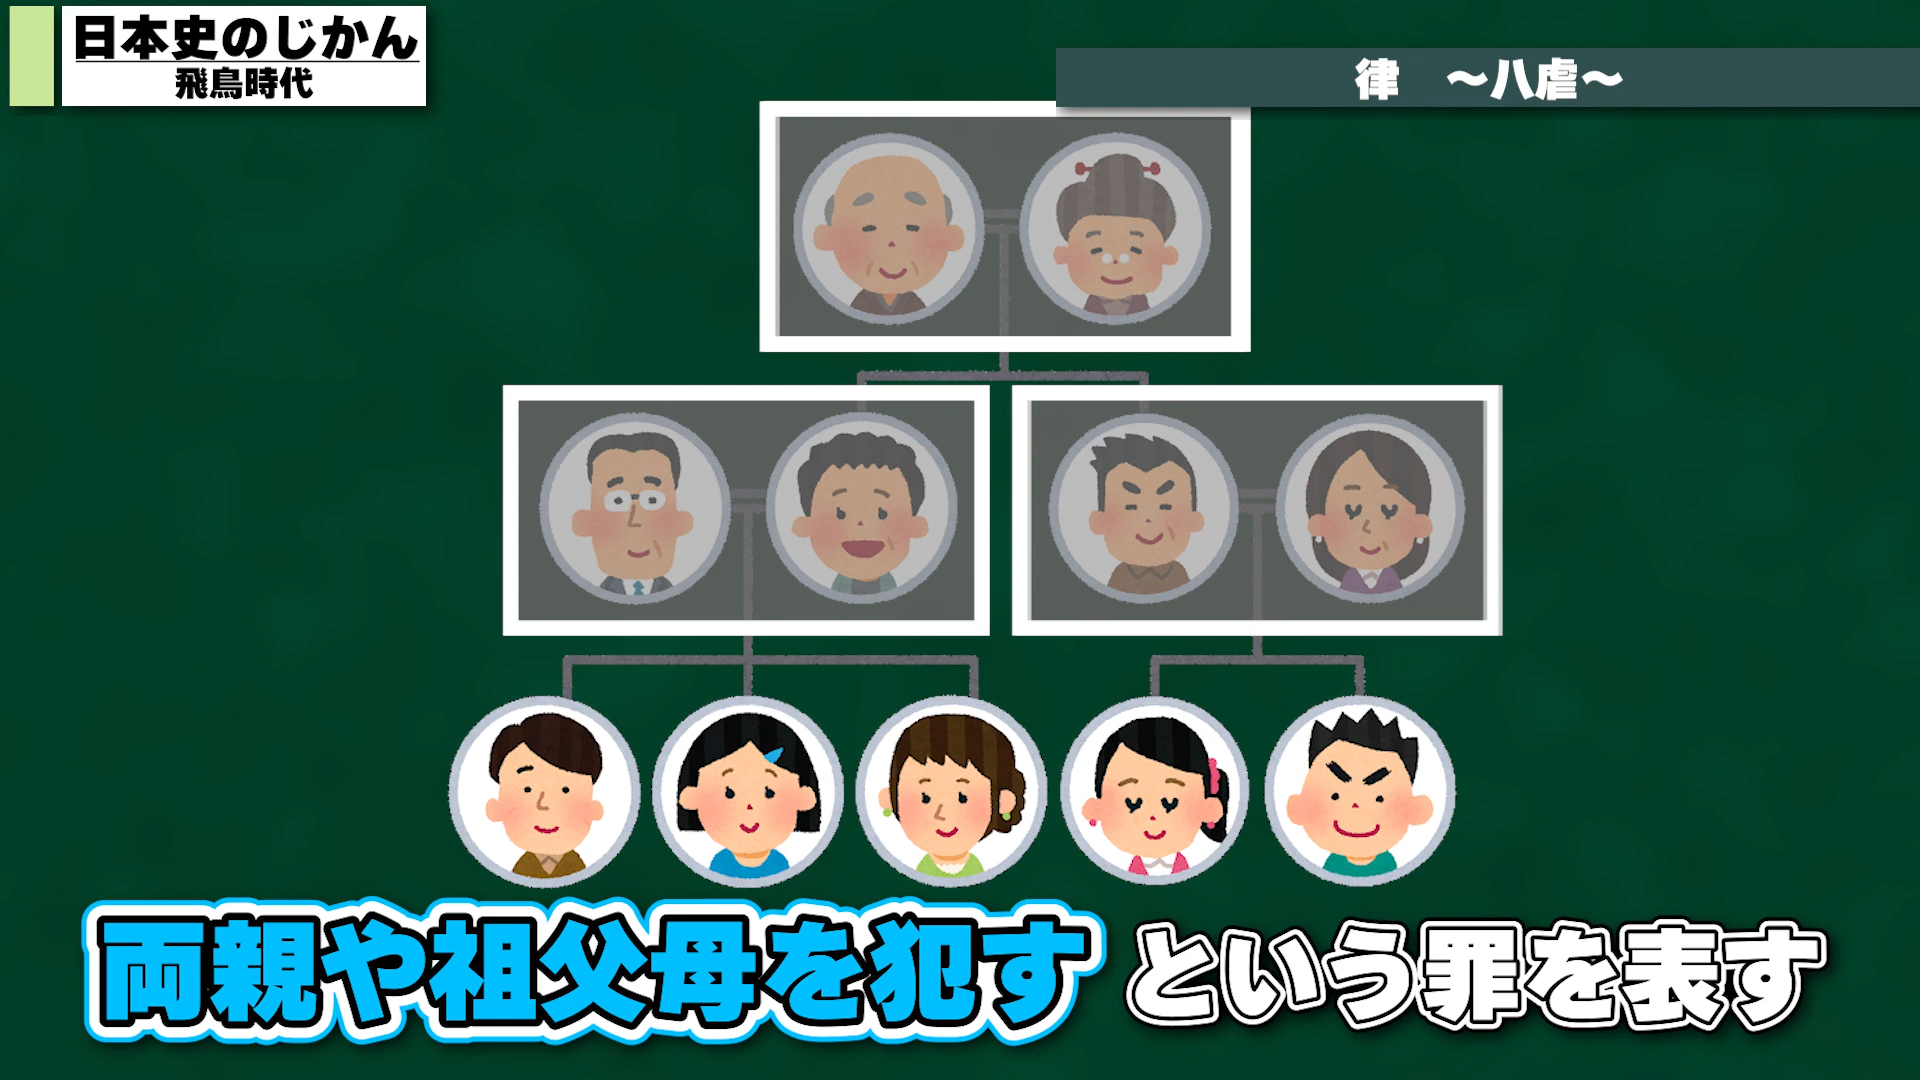 日本史のじかん
飛鳥時代
律　～八虐～
両親や祖父母を犯す という罪を表す